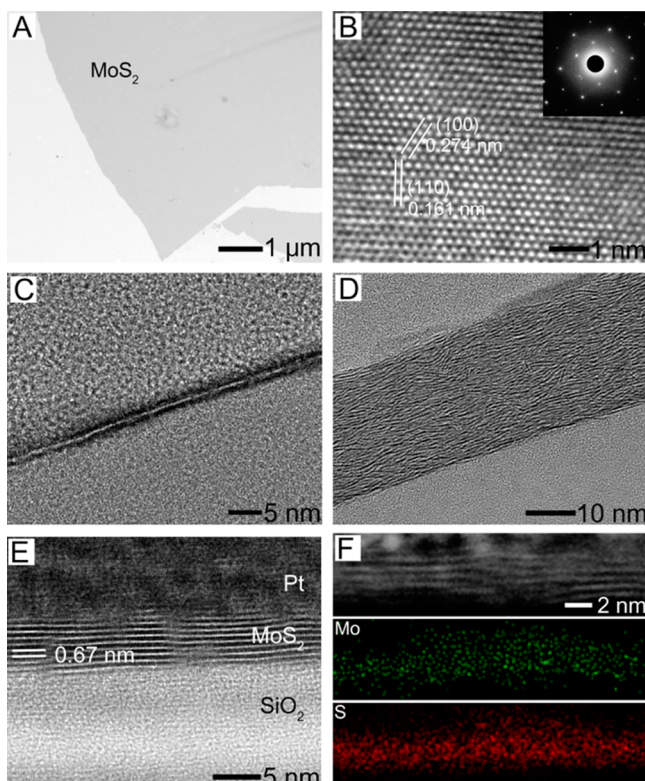 A
MoS₂
1 μm
B
(100)
0.274 nm
(110)
0.161 nm
1 nm
C
5 nm
D
10 nm
E
Pt
MoS₂
0.67 nm
SiO₂
5 nm
F
2 nm
Mo
S